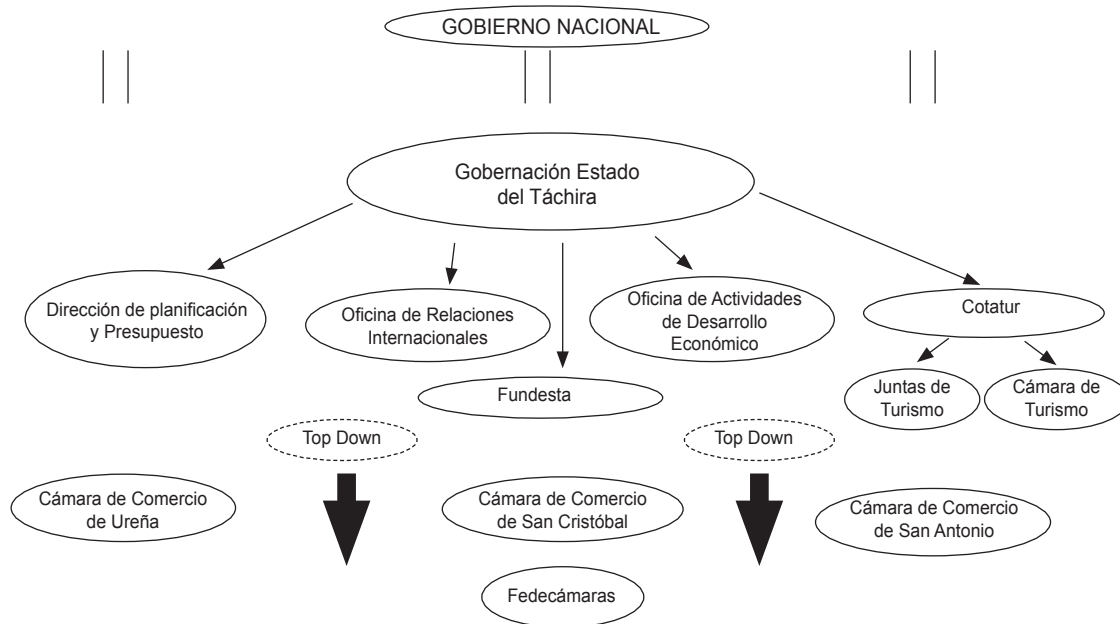 GOBIERNO NACIONAL
Gobernación Estado
del Táchira
Dirección de planificación
y Presupuesto
Oficina de Relaciones
Internacionales
Oficina de Actividades
de Desarrollo
Económico
Cotatur
Fundesta
Juntas de
Turismo
Cámara de
Turismo
Top Down
Top Down
Cámara de Comercio
de Ureña
Cámara de Comercio
de San Cristóbal
Cámara de Comercio
de San Antonio
Fedecámaras